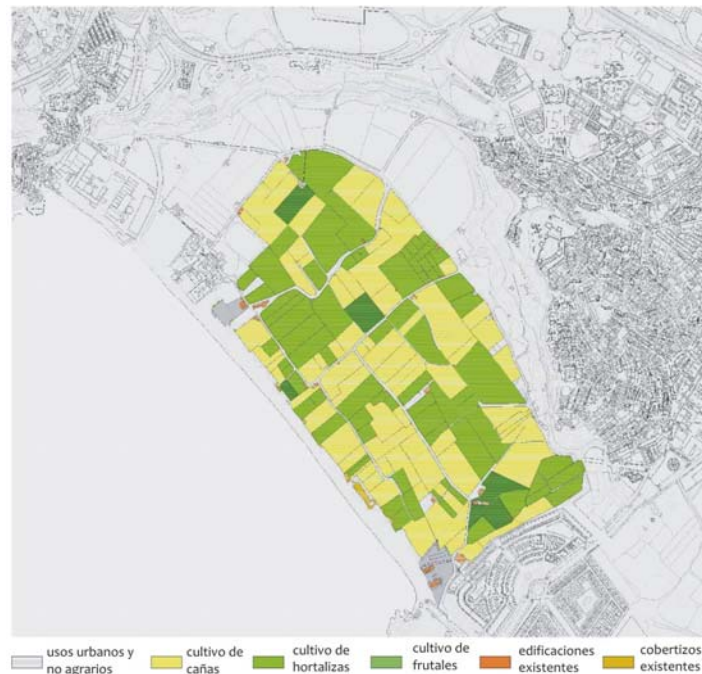 usos urbanos y
no agrarios
cultivo de
cañas
cultivo de
hortalizas
cultivo de
frutales
edificaciones
existentes
cobertizos
existentes